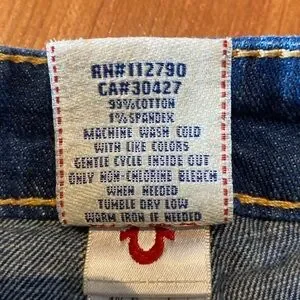 RN#112790
CA#30427
99%COTTON
1%SPANDEX
MACHINE WASH COLD
WITH LIKE COLORS
GENTLE CYCLE INSIDE OUT
ONLY NON-CHLORINE BLEACH
WHEN NEEDED
TUMBLE DRY LOW
WARM IRON IF NEEDED